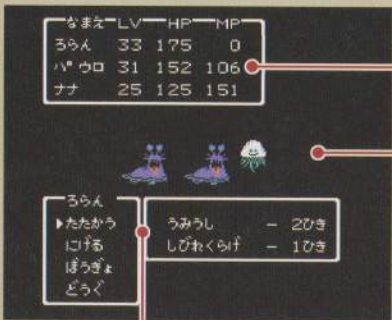 なまえ LV HP MP
ろらん 33 175 0
パウロ 31 152 106
ナナ 25 125 151
ろらん
▶たたかう
にげる
ぼうぎょ
どうぐ
うみうし － 2ひき
しびれくらげ － 1ひき